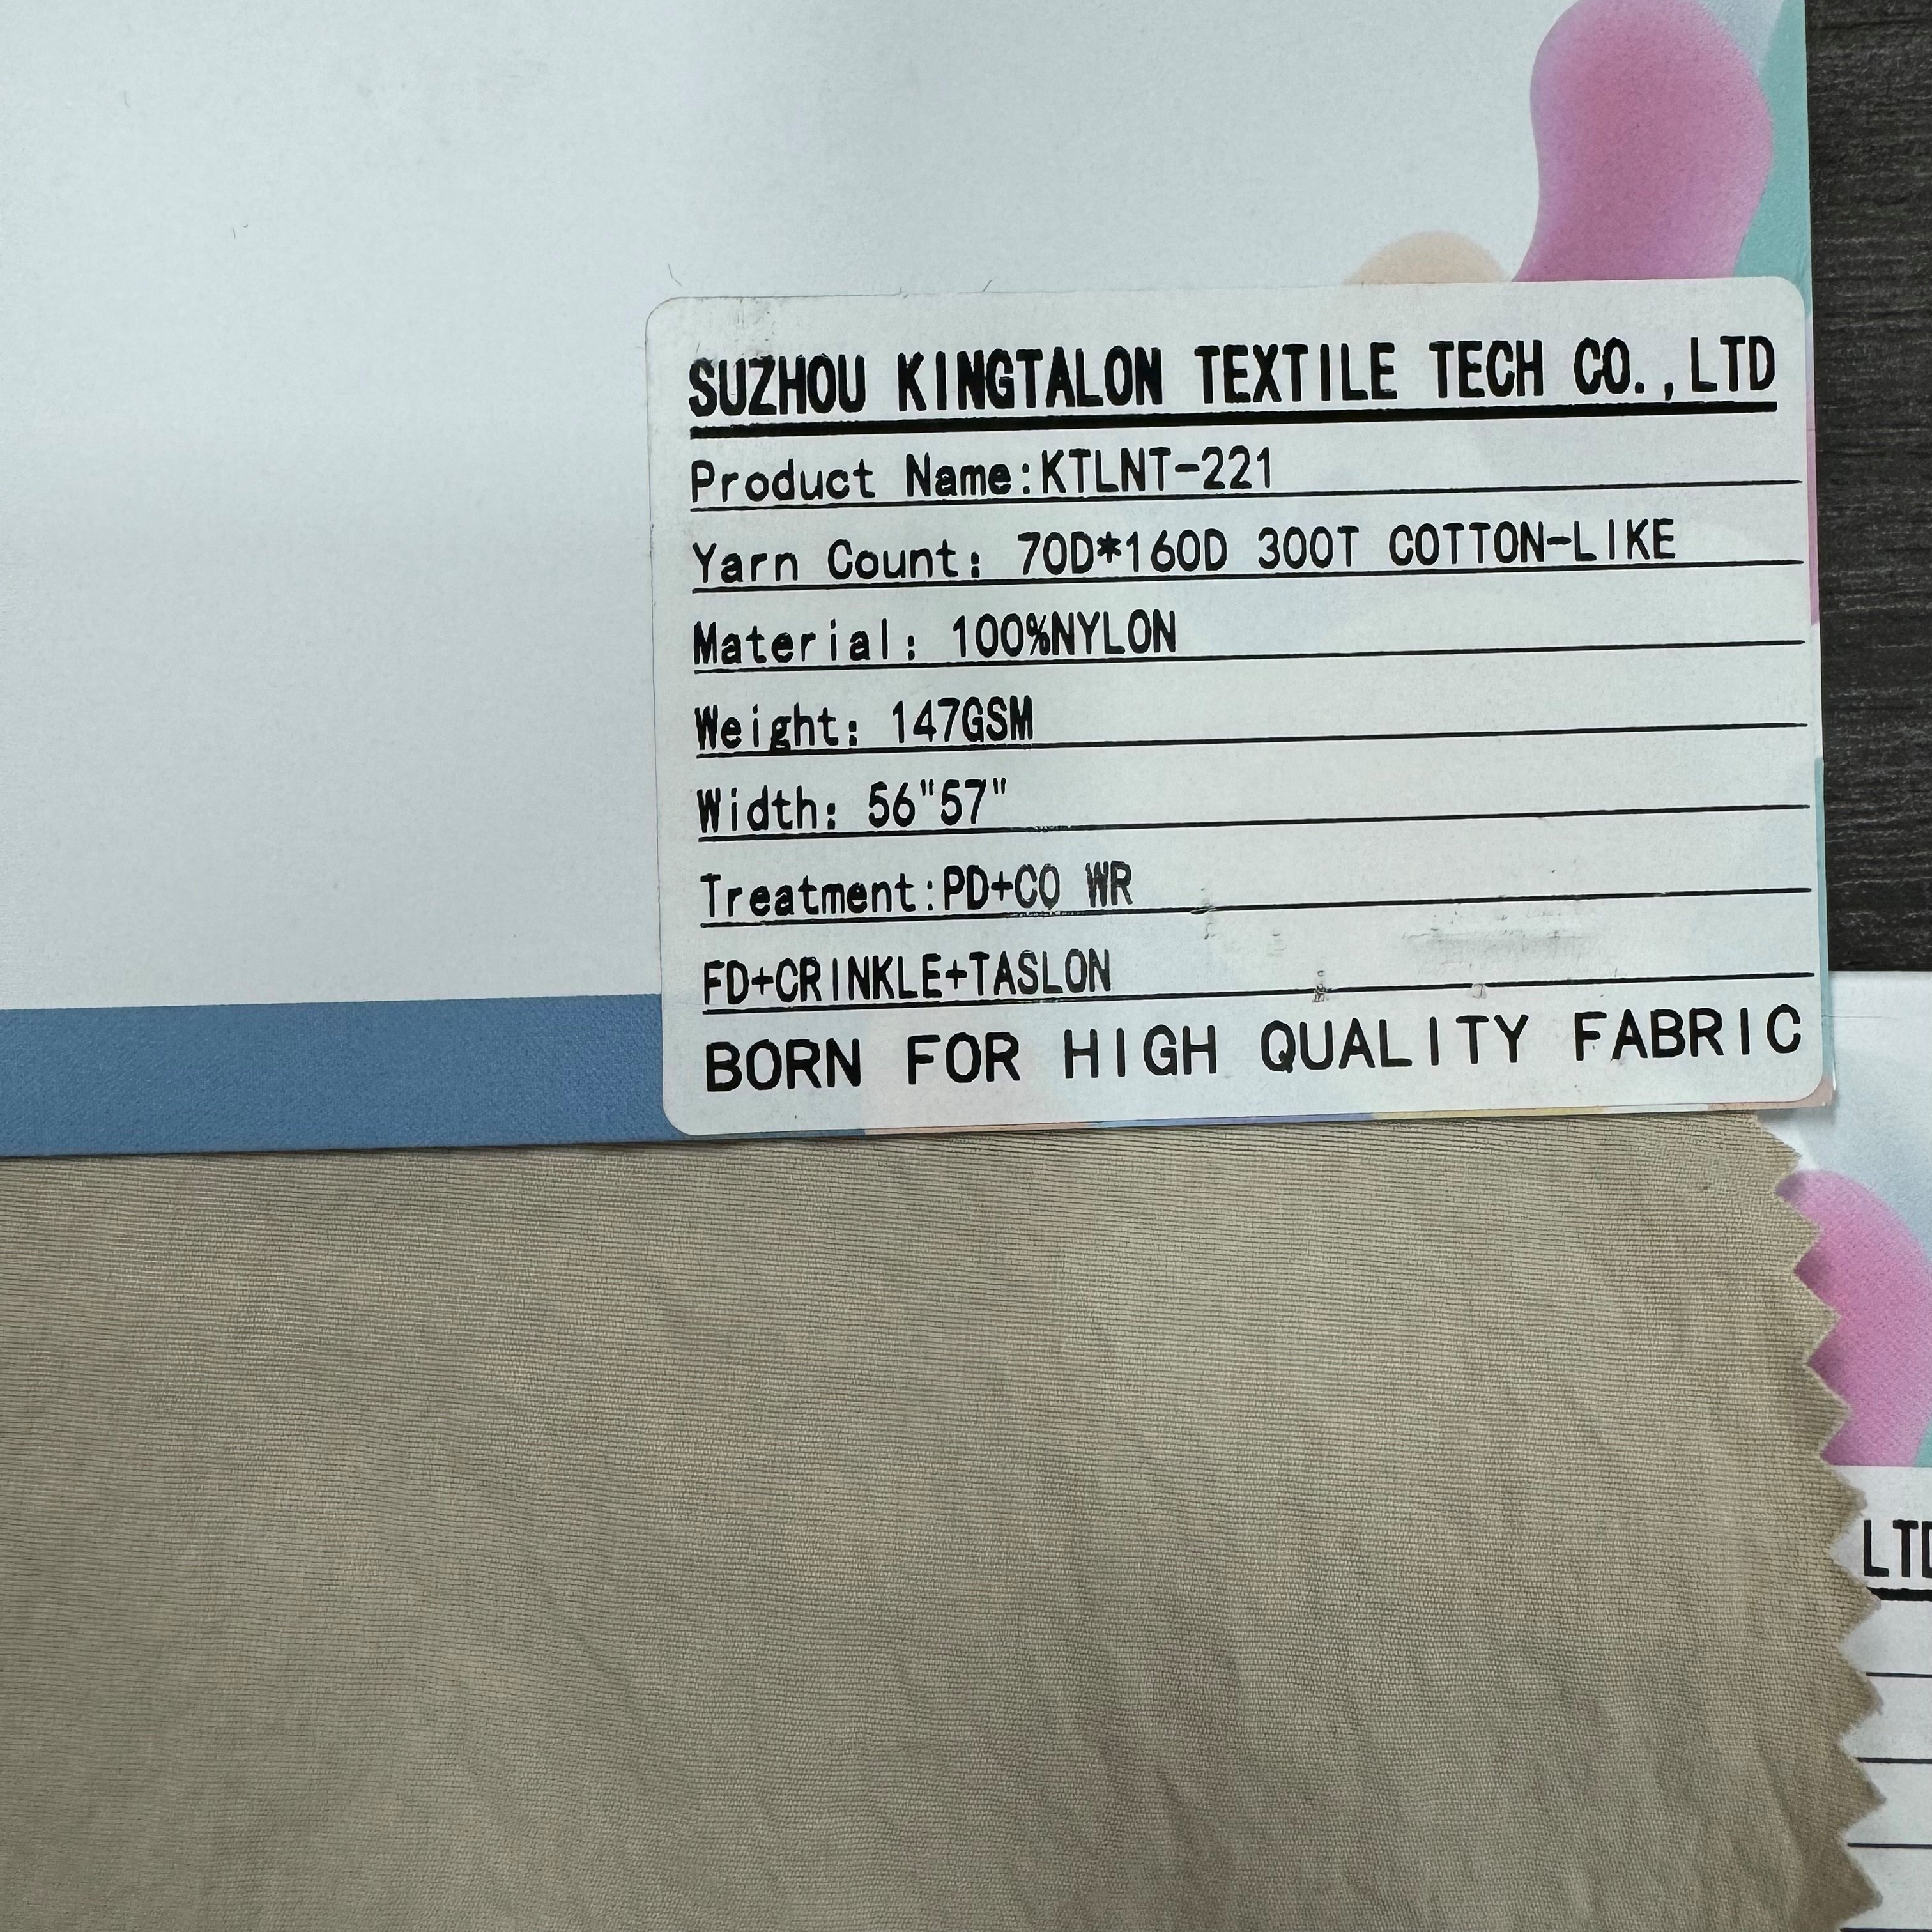 SUZHOU KINGTALON TEXTILE TECH CO.,LTD
Product Name:KTLNT-221
Yarn Count: 70D*160D 300T COTTON-LIKE
Material: 100%NYLON
Weight: 147GSM
Width: 56"57"
Treatment:PD+CO WR
FD+CRINKLE+TASLON
BORN FOR HIGH QUALITY FABRIC
LTD